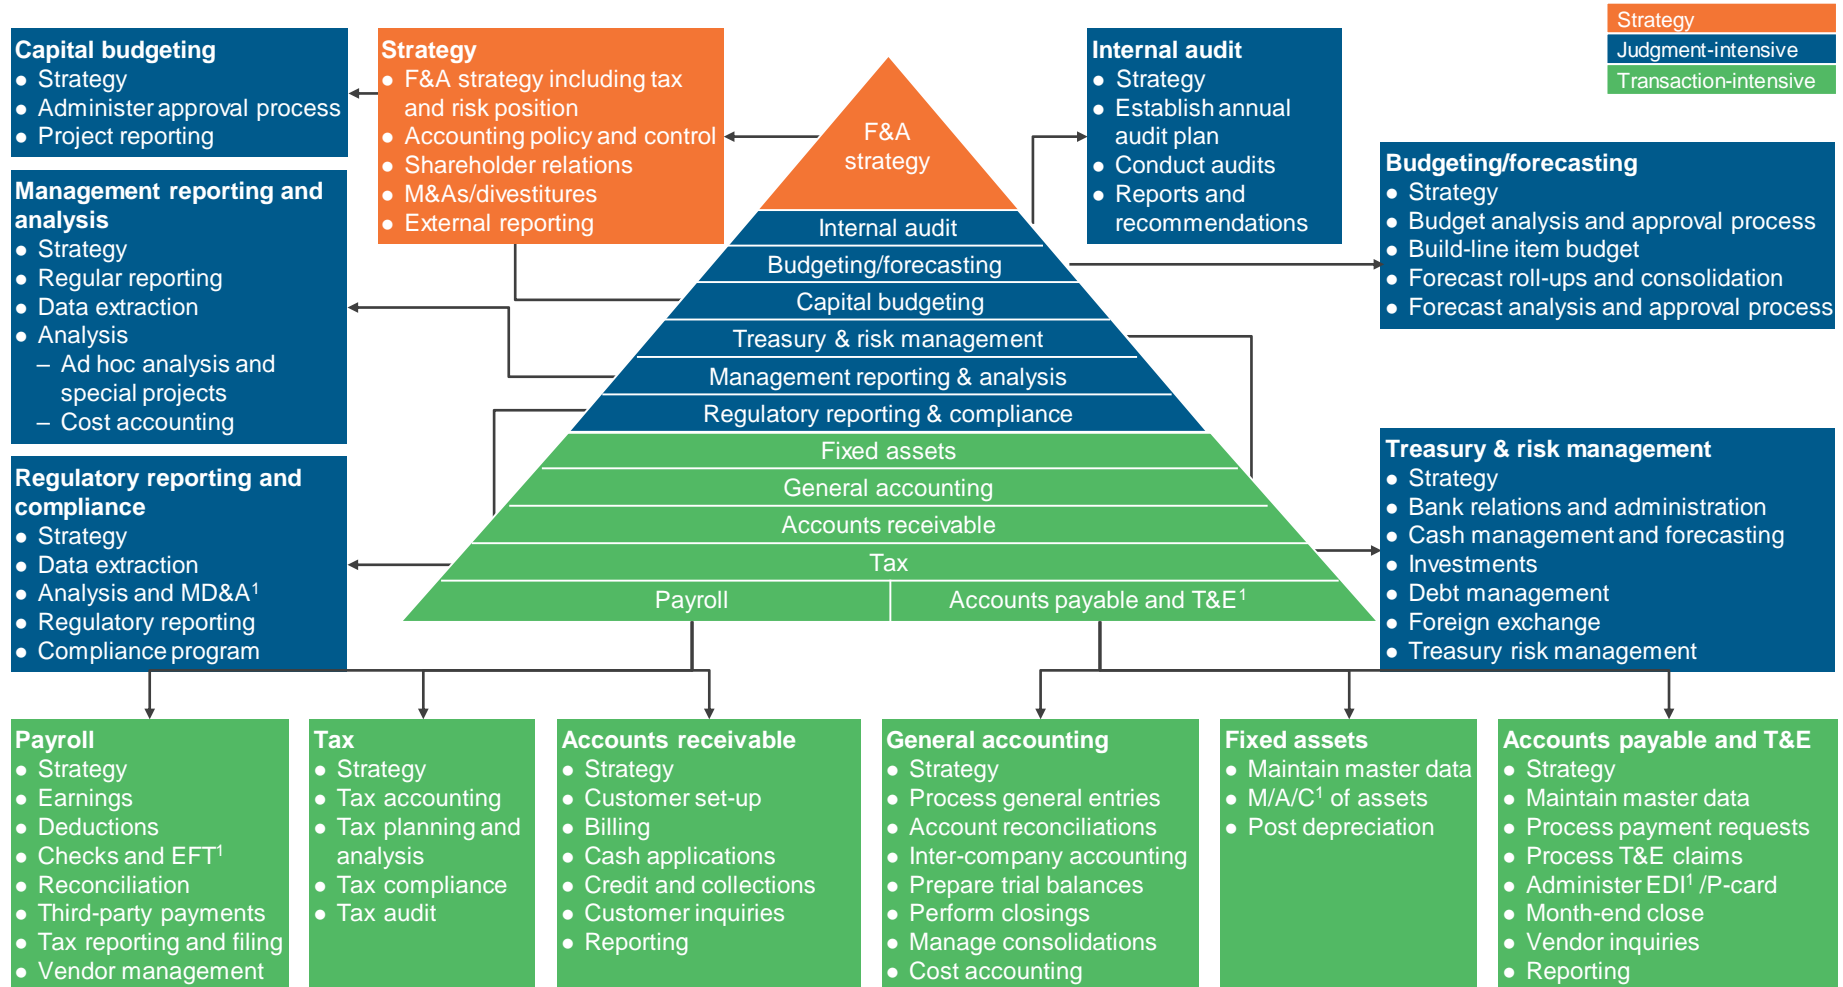 Strategy
Judgment-intensive
Transaction-intensive
Capital budgeting
● Strategy
● Administer approval process
● Project reporting
Strategy
● F&A strategy including tax
and risk position
● Accounting policy and control
● Shareholder relations
● M&As/divestitures
● External reporting
Internal audit
● Strategy
● Establish annual
audit plan
● Conduct audits
● Reports and
recommendations
Budgeting/forecasting
● Strategy
● Budget analysis and approval process
● Build-line item budget
● Forecast roll-ups and consolidation
● Forecast analysis and approval process
Management reporting and
analysis
● Strategy
● Regular reporting
● Data extraction
● Analysis
– Ad hoc analysis and
special projects
– Cost accounting
F&A
strategy
Internal audit
Budgeting/forecasting
Capital budgeting
Treasury & risk management
Management reporting & analysis
Regulatory reporting & compliance
Fixed assets
General accounting
Accounts receivable
Tax
Payroll
Accounts payable and T&E¹
Regulatory reporting and
compliance
● Strategy
● Data extraction
● Analysis and MD&A¹
● Regulatory reporting
● Compliance program
Treasury & risk management
● Strategy
● Bank relations and administration
● Cash management and forecasting
● Investments
● Debt management
● Foreign exchange
● Treasury risk management
Payroll
● Strategy
● Earnings
● Deductions
● Checks and EFT¹
● Reconciliation
● Third-party payments
● Tax reporting and filing
● Vendor management
Tax
● Strategy
● Tax accounting
● Tax planning and
analysis
● Tax compliance
● Tax audit
Accounts receivable
● Strategy
● Customer set-up
● Billing
● Cash applications
● Credit and collections
● Customer inquiries
● Reporting
General accounting
● Strategy
● Process general entries
● Account reconciliations
● Inter-company accounting
● Prepare trial balances
● Perform closings
● Manage consolidations
● Cost accounting
Fixed assets
● Maintain master data
● M/A/C¹ of assets
● Post depreciation
Accounts payable and T&E
● Strategy
● Maintain master data
● Process payment requests
● Process T&E claims
● Administer EDI¹ /P-card
● Month-end close
● Vendor inquiries
● Reporting